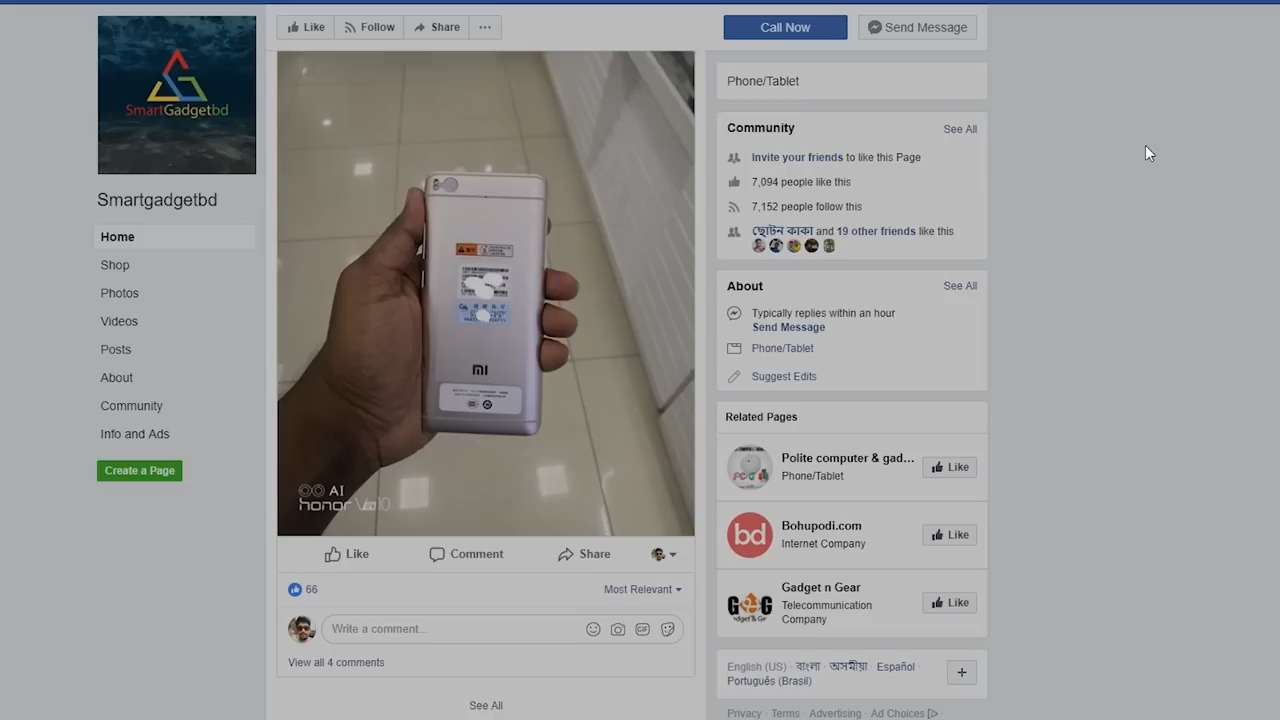 SmartGadgetbd
Smartgadgetbd
Home
Shop
Photos
Videos
Posts
About
Community
Info and Ads
Create a Page
Like
Follow
Share
mi
AI
honor
Like
Comment
Share
66
Most Relevant
Write a comment...
GIF
View all 4 comments
See All
Call Now
Send Message
Phone/Tablet
Community
See All
Invite your friends to like this Page
7,094 people like this
7,152 people follow this
ছোটন কাকা and 19 other friends like this
About
See All
Typically replies within an hour
Send Message
Phone/Tablet
Suggest Edits
Related Pages
Polite computer & gad...
Phone/Tablet
Like
bd
Bohupodi.com
Internet Company
Like
Gadget n Gear
Telecommunication
Company
Like
English (US) · বাংলা · অসমীয়া · Español ·
Português (Brasil)
Privacy · Terms · Advertising · Ad Choices